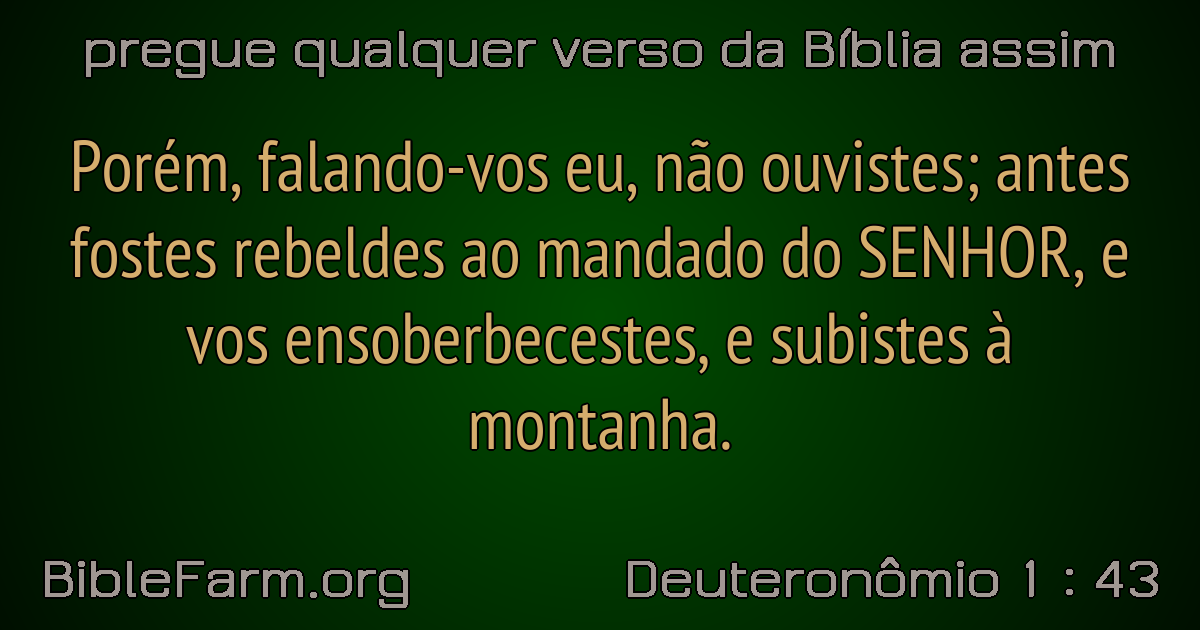 pregue qualquer verso da Bíblia assim
Porém, falando-vos eu, não ouvistes; antes
fostes rebeldes ao mandado do SENHOR, e
vos ensoberbecestes, e subistes à
montanha.
BibleFarm.org Deuteronômio 1 : 43